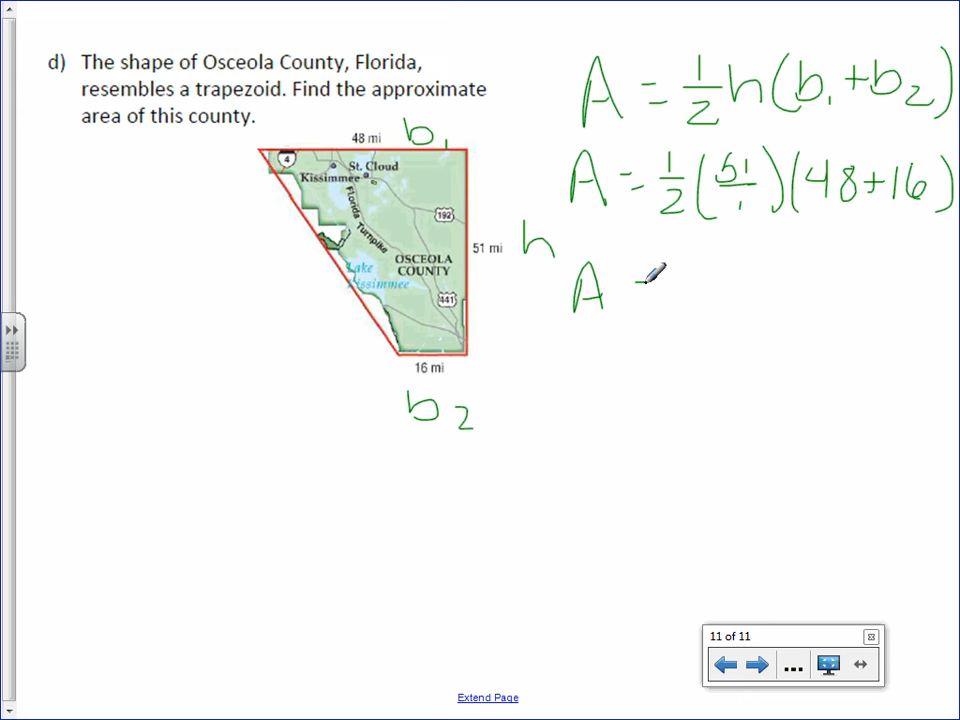 d) The shape of Osceola County, Florida,
resembles a trapezoid. Find the approximate
area of this county.
A = 1/2 h(b1 + b2)
A = 1/2 (51/1)(48+16)
A =
48 mi
b1
4
St. Cloud
Kissimmee
Florida Turnpike
192
51 mi
h
OSCEOLA
COUNTY
Lake
Kissimmee
441
16 mi
b2
11 of 11
...
Extend Page